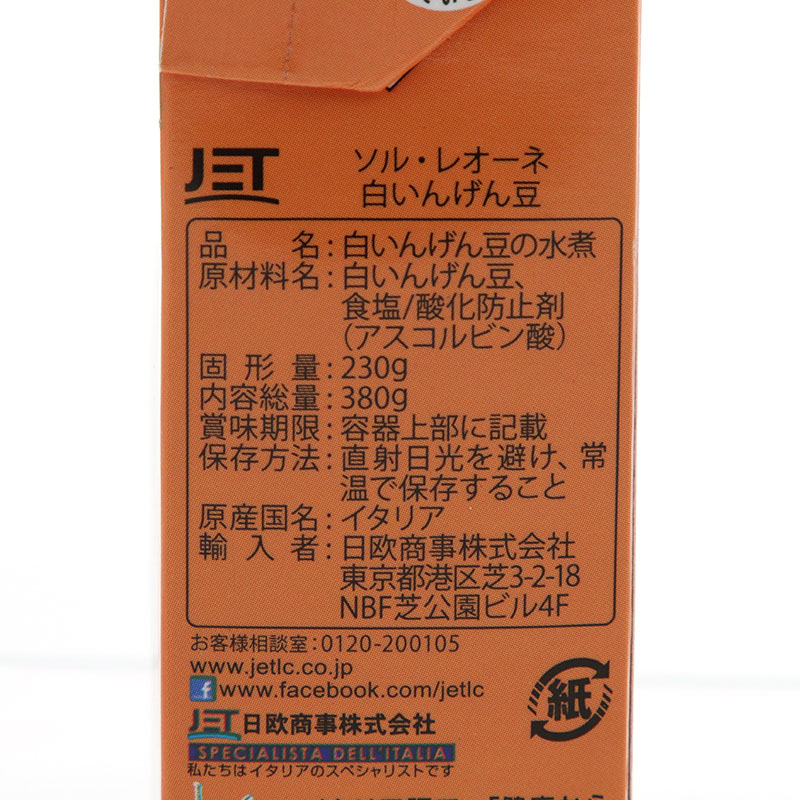 JET
ソル・レオーネ
白いんげん豆
品名:白いんげん豆の水煮
原材料名:白いんげん豆、
食塩/酸化防止剤
(アスコルビン酸)
固形量:230g
内容総量:380g
賞味期限:容器上部に記載
保存方法:直射日光を避け、常
温で保存すること
原産国名:イタリア
輸入者:日欧商事株式会社
東京都港区芝3-2-18
NBF芝公園ビル4F
お客様相談室:0120-200105
www.jetlc.co.jp
f www.facebook.com/jetlc
紙
JET日欧商事株式会社
SPECIALISTA DELL'ITALIA
私たちはイタリアのスペシャリストです